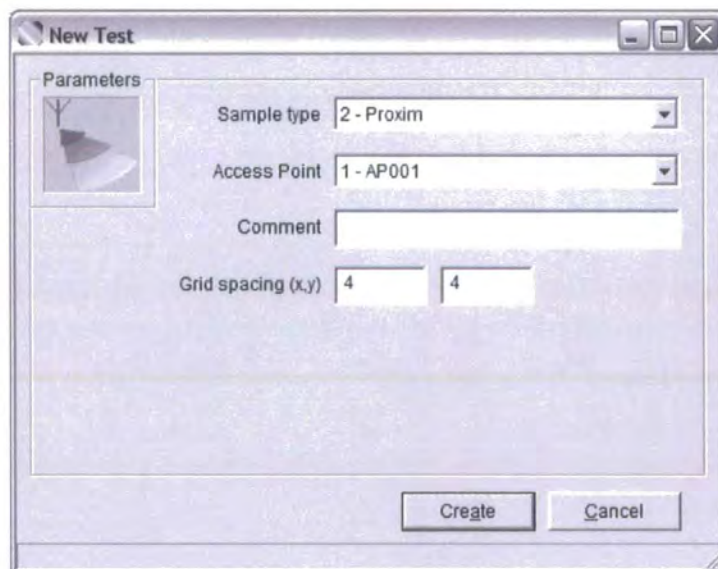 New Test
Parameters
Sample type 2 - Proxim
Access Point 1 - AP001
Comment
Grid spacing (x,y) 4 4
Create Cancel